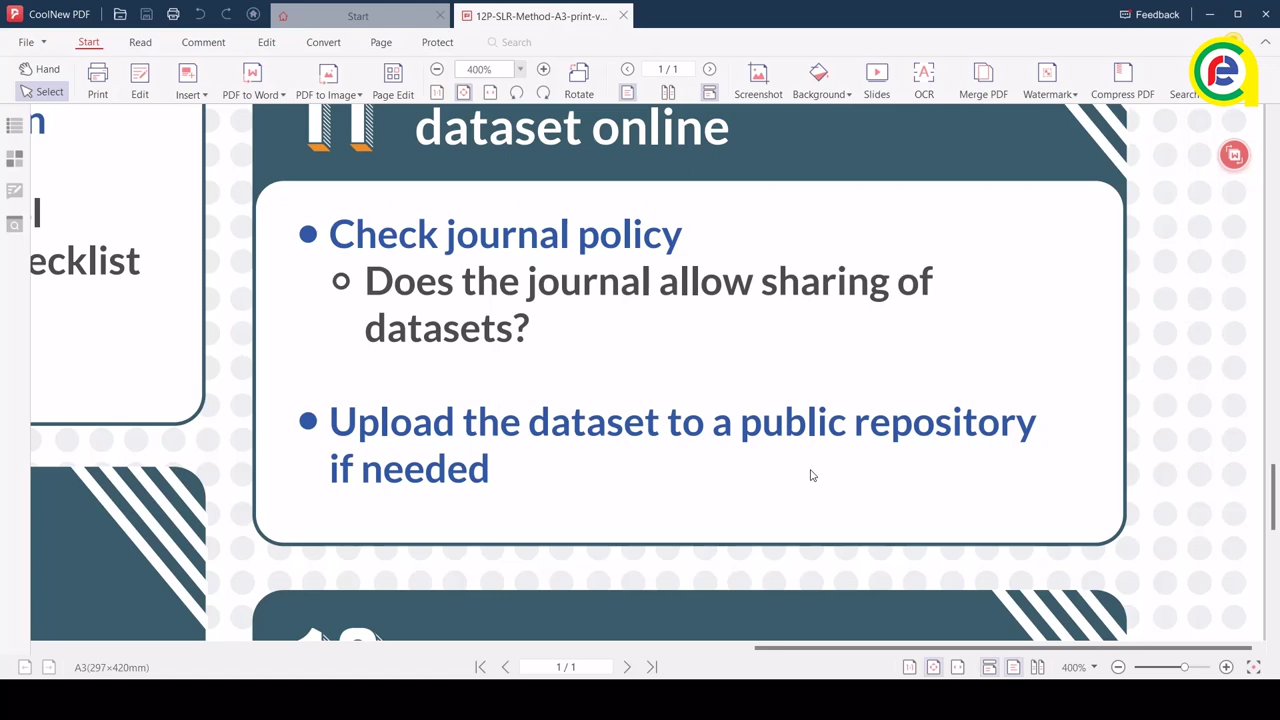 CoolNew PDF
Start
12P-SLR-Method-A3-print-v...
Feedback
File
Start
Read
Comment
Edit
Convert
Page
Protect
Search
Hand
Select
Print
Edit
Insert
PDF to Word
PDF to Image
Page Edit
400%
1 / 1
Rotate
Screenshot
Background
Slides
OCR
Merge PDF
Watermark
Compress PDF
Searc
11
dataset online
ecklist
Check journal policy
Does the journal allow sharing of
datasets?
Upload the dataset to a public repository
if needed
A3(297×420mm)
1 / 1
400%